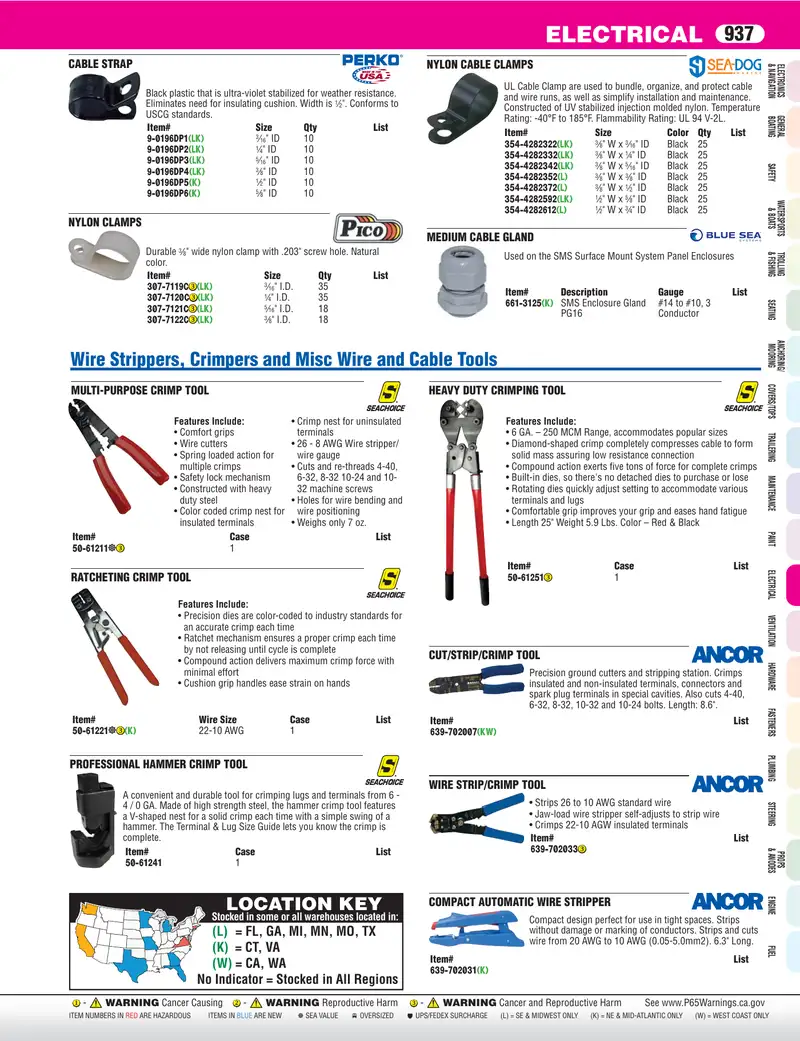 ELECTRICAL 937
CABLE STRAP
PERKO®
MADE IN USA
Black plastic that is ultra-violet stabilized for weather resistance.
Eliminates need for insulating cushion. Width is ½". Conforms to
USCG standards.
Item# Size Qty List
9-0196DP1(LK) 3⁄16" ID 10
9-0196DP2(LK) ¼" ID 10
9-0196DP3(LK) 5⁄16" ID 10
9-0196DP4(LK) ⅜" ID 10
9-0196DP5(K) ½" ID 10
9-0196DP6(K) ⅝" ID 10
NYLON CLAMPS
PICO
Durable ⅜" wide nylon clamp with .203" screw hole. Natural
color.
Item# Size Qty List
307-7119C 3 (LK) 3⁄16" I.D. 35
307-7120C 3 (LK) ¼" I.D. 35
307-7121C 3 (LK) 5⁄16" I.D. 18
307-7122C 3 (LK) ⅜" I.D. 18
NYLON CABLE CLAMPS
SEA-DOG
UL Cable Clamp are used to bundle, organize, and protect cable
and wire runs, as well as simplify installation and maintenance.
Constructed of UV stabilized injection molded nylon. Temperature
Rating: -40°F to 185°F. Flammability Rating: UL 94 V-2L.
Item# Size Color Qty List
354-4282322(LK) ⅜" W x 3⁄16" ID Black 25
354-4282332(LK) ⅜" W x ¼" ID Black 25
354-4282342(LK) ⅜" W x 5⁄16" ID Black 25
354-4282352(L) ⅜" W x ⅜" ID Black 25
354-4282372(L) ⅜" W x ½" ID Black 25
354-4282592(LK) ½" W x ⅝" ID Black 25
354-4282612(L) ½" W x ¾" ID Black 25
MEDIUM CABLE GLAND
BLUE SEA
SYSTEMS
Used on the SMS Surface Mount System Panel Enclosures
Item# Description Gauge List
661-3125(K) SMS Enclosure Gland #14 to #10, 3
PG16 Conductor
Wire Strippers, Crimpers and Misc Wire and Cable Tools
MULTI-PURPOSE CRIMP TOOL
SEACHOICE
Features Include:
• Comfort grips
• Wire cutters
• Spring loaded action for
multiple crimps
• Safety lock mechanism
• Constructed with heavy
duty steel
• Color coded crimp nest for
insulated terminals
• Crimp nest for uninsulated
terminals
• 26 - 8 AWG Wire stripper/
wire gauge
• Cuts and re-threads 4-40,
6-32, 8-32 10-24 and 10-
32 machine screws
• Holes for wire bending and
wire positioning
• Weighs only 7 oz.
Item# Case List
50-61211 3 1
RATCHETING CRIMP TOOL
SEACHOICE
Features Include:
• Precision dies are color-coded to industry standards for
an accurate crimp each time
• Ratchet mechanism ensures a proper crimp each time
by not releasing until cycle is complete
• Compound action delivers maximum crimp force with
minimal effort
• Cushion grip handles ease strain on hands
Item# Wire Size Case List
50-61221 3 (K) 22-10 AWG 1
PROFESSIONAL HAMMER CRIMP TOOL
SEACHOICE
A convenient and durable tool for crimping lugs and terminals from 6 -
4 / 0 GA. Made of high strength steel, the hammer crimp tool features
a V-shaped nest for a solid crimp each time with a simple swing of a
hammer. The Terminal & Lug Size Guide lets you know the crimp is
complete.
Item# Case List
50-61241 1
HEAVY DUTY CRIMPING TOOL
SEACHOICE
Features Include:
• 6 GA. – 250 MCM Range, accommodates popular sizes
• Diamond-shaped crimp completely compresses cable to form
solid mass assuring low resistance connection
• Compound action exerts five tons of force for complete crimps
• Built-in dies, so there's no detached dies to purchase or lose
• Rotating dies quickly adjust setting to accommodate various
terminals and lugs
• Comfortable grip improves your grip and eases hand fatigue
• Length 25" Weight 5.9 Lbs. Color – Red & Black
Item# Case List
50-61251 3 1
CUT/STRIP/CRIMP TOOL
ANCOR
Precision ground cutters and stripping station. Crimps
insulated and non-insulated terminals, connectors and
spark plug terminals in special cavities. Also cuts 4-40,
6-32, 8-32, 10-32 and 10-24 bolts. Length: 8.6".
Item# List
639-702007(KW)
WIRE STRIP/CRIMP TOOL
ANCOR
• Strips 26 to 10 AWG standard wire
• Jaw-load wire stripper self-adjusts to strip wire
• Crimps 22-10 AGW insulated terminals
Item# List
639-702033 3
COMPACT AUTOMATIC WIRE STRIPPER
ANCOR
Compact design perfect for use in tight spaces. Strips
without damage or marking of conductors. Strips and cuts
wire from 20 AWG to 10 AWG (0.05-5.0mm2). 6.3" Long.
Item# List
639-702031(K)
LOCATION KEY
Stocked in some or all warehouses located in:
(L) = FL, GA, MI, MN, MO, TX
(K) = CT, VA
(W) = CA, WA
No Indicator = Stocked in All Regions
ELECTRONICS
& NAVIGATION
GENERAL
BOATING
SAFETY
WATERSPORTS
& BOATS
TROLLING
& FISHING
SEATING
ANCHORING/
MOORING
COVERS/TOPS
TRAILERING
MAINTENANCE
PAINT
ELECTRICAL
VENTILATION
HARDWARE
FASTENERS
PLUMBING
STEERING
PROPS
& ANODES
ENGINE
FUEL
1 - WARNING Cancer Causing 2 - WARNING Reproductive Harm 3 - WARNING Cancer and Reproductive Harm See www.P65Warnings.ca.gov
ITEM NUMBERS IN RED ARE HAZARDOUS ITEMS IN BLUE ARE NEW SEA VALUE OVERSIZED UPS/FEDEX SURCHARGE (L) = SE & MIDWEST ONLY (K) = NE & MID-ATLANTIC ONLY (W) = WEST COAST ONLY